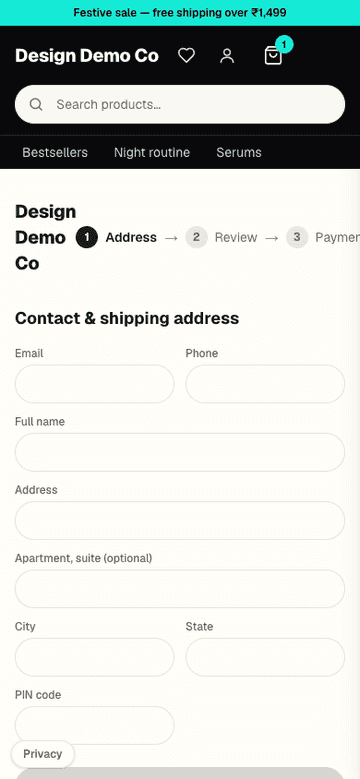 Festive sale — free shipping over ₹1,499
Design Demo Co
1
Search products...
Bestsellers Night routine Serums
Design
Demo
Co
1 Address → 2 Review → 3 Paymen
Contact & shipping address
Email Phone
Full name
Address
Apartment, suite (optional)
City State
PIN code
Privacy